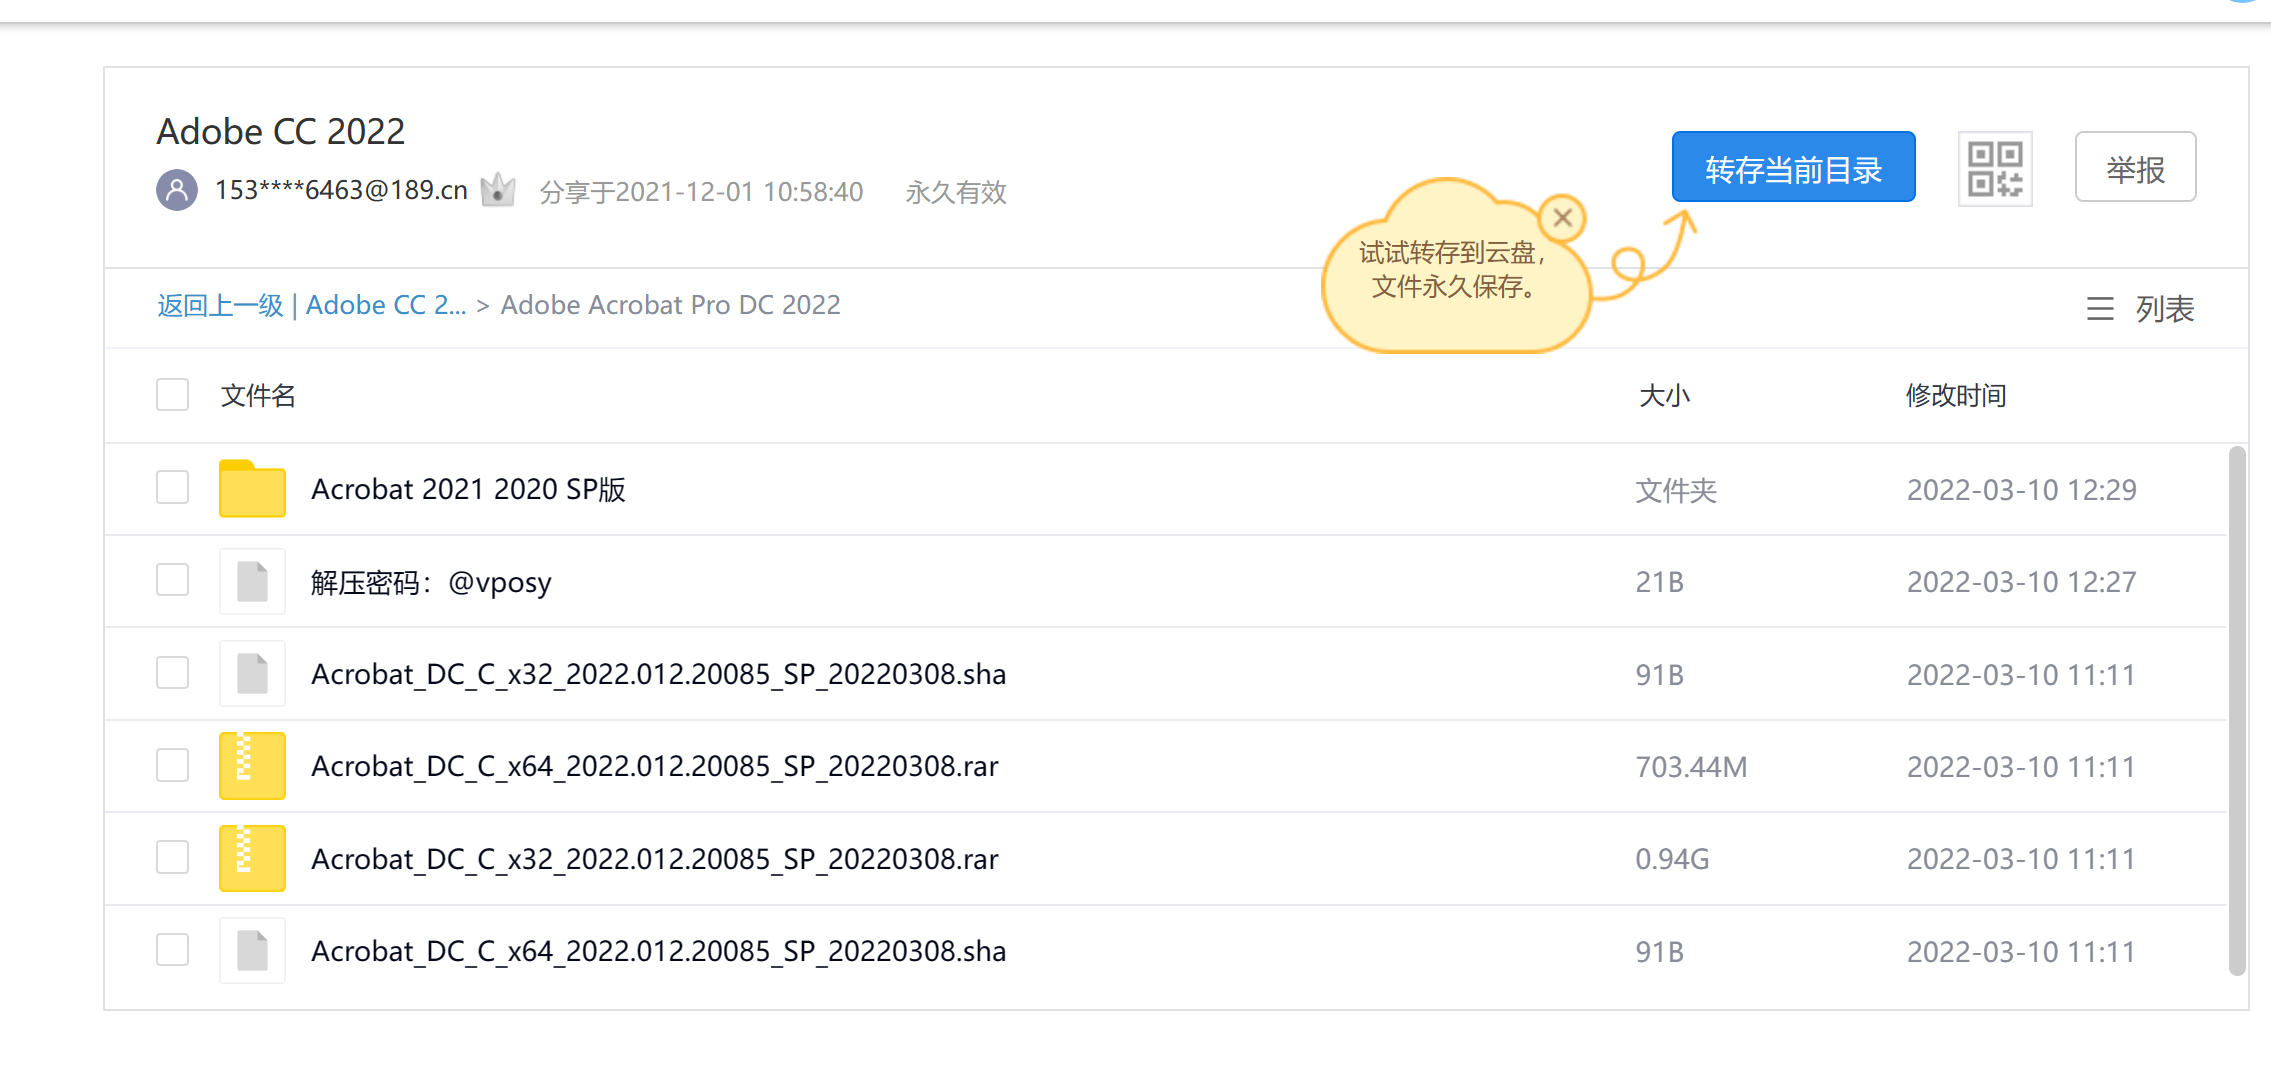 Adobe CC 2022
153****6463@189.cn 分享于2021-12-01 10:58:40 永久有效
转存当前目录 举报
试试转存到云盘，
文件永久保存。
返回上一级 | Adobe CC 2... > Adobe Acrobat Pro DC 2022 列表
文件名 大小 修改时间
Acrobat 2021 2020 SP版 文件夹 2022-03-10 12:29
解压密码：@vposy 21B 2022-03-10 12:27
Acrobat_DC_C_x32_2022.012.20085_SP_20220308.sha 91B 2022-03-10 11:11
Acrobat_DC_C_x64_2022.012.20085_SP_20220308.rar 703.44M 2022-03-10 11:11
Acrobat_DC_C_x32_2022.012.20085_SP_20220308.rar 0.94G 2022-03-10 11:11
Acrobat_DC_C_x64_2022.012.20085_SP_20220308.sha 91B 2022-03-10 11:11